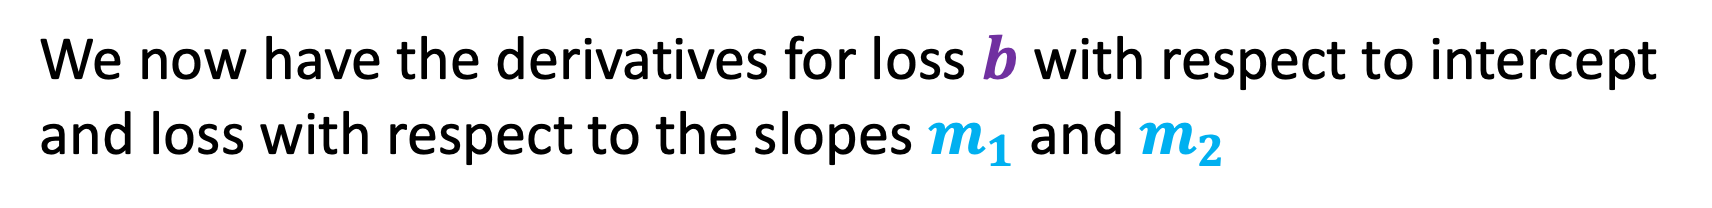 We now have the derivatives for loss b with respect to intercept
and loss with respect to the slopes m₁ and m₂